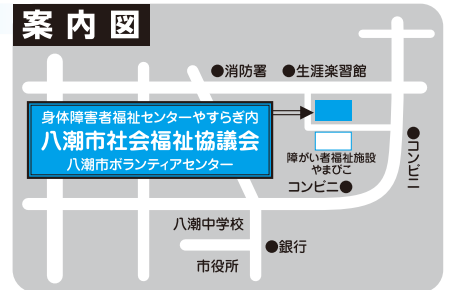 案内図
●消防署
●生涯楽習館
身体障害者福祉センターやすらぎ内
八潮市社会福祉協議会
八潮市ボランティアセンター
障がい者福祉施設
やまびこ
コンビニ●
●コンビニ
八潮中学校
●銀行
市役所